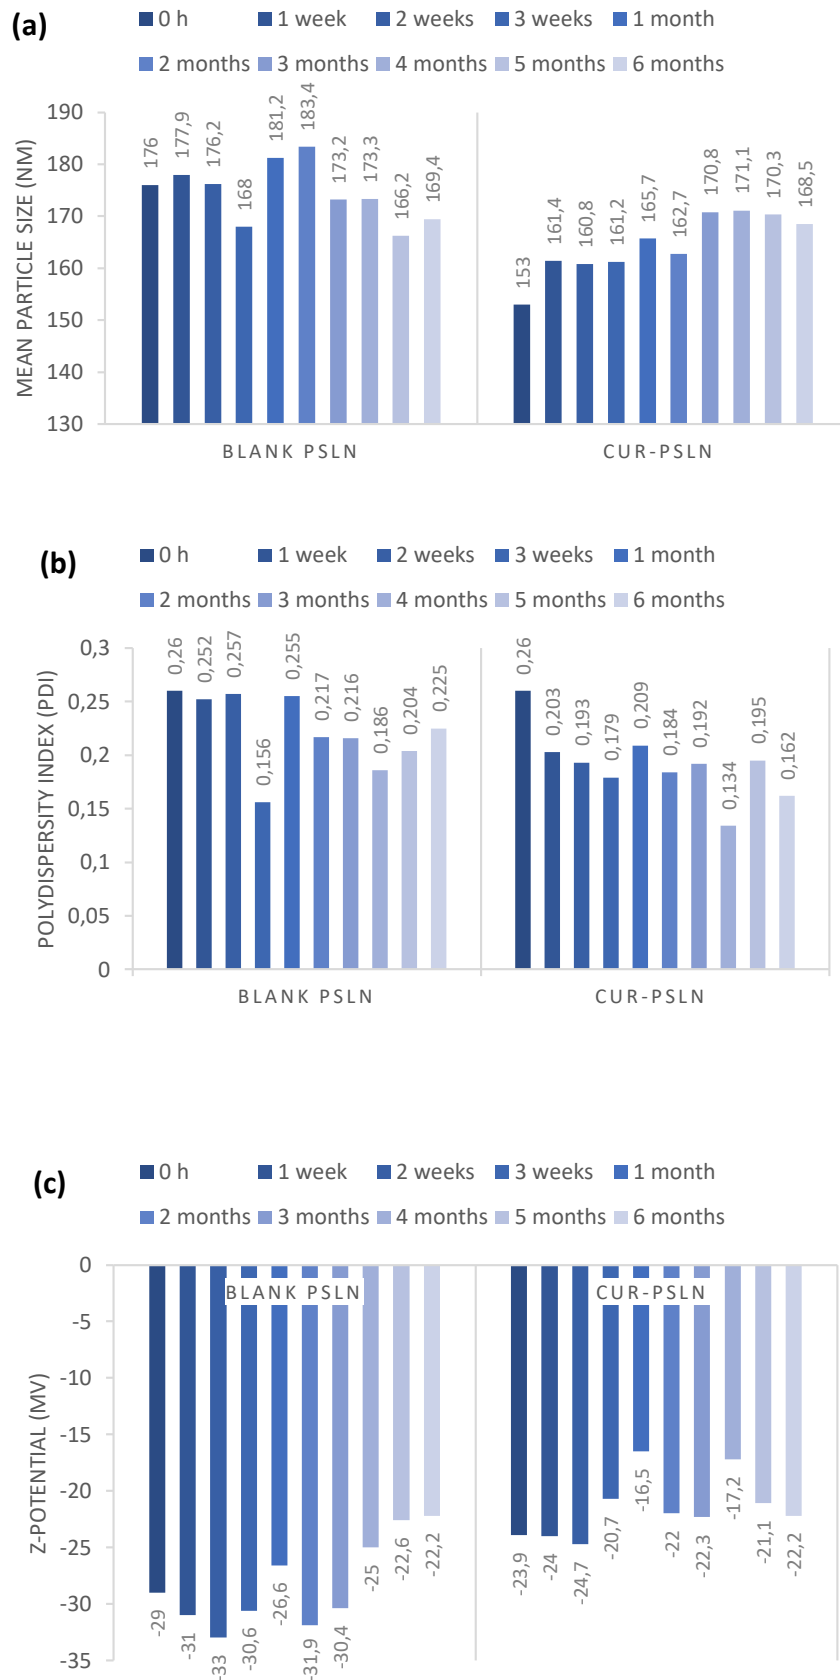 (a)
0 h 1 week 2 weeks 3 weeks 1 month
2 months 3 months 4 months 5 months 6 months
MEAN PARTICLE SIZE (NM)
190
180
170
160
150
140
130
176 177,9 176,2 168 181,2 183,4 173,2 173,3 166,2 169,4
153 161,4 160,8 161,2 165,7 162,7 170,8 171,1 170,3 168,5
BLANK PSLN CUR-PSLN
(b)
0 h 1 week 2 weeks 3 weeks 1 month
2 months 3 months 4 months 5 months 6 months
POLYDISPERSITY INDEX (PDI)
0,3
0,25
0,2
0,15
0,1
0,05
0
0,26 0,252 0,257 0,156 0,255 0,217 0,216 0,186 0,204 0,225
0,26 0,203 0,193 0,179 0,209 0,184 0,192 0,134 0,195 0,162
BLANK PSLN CUR-PSLN
(c)
0 h 1 week 2 weeks 3 weeks 1 month
2 months 3 months 4 months 5 months 6 months
Z-POTENTIAL (MV)
0
-5
-10
-15
-20
-25
-30
-35
BLANK PSLN CUR-PSLN
-29 -31 -33 -30,6 -26,6 -31,9 -30,4 -25 -22,6 -22,2
-23,9 -24 -24,7 -20,7 -16,5 -22 -22,3 -17,2 -21,1 -22,2